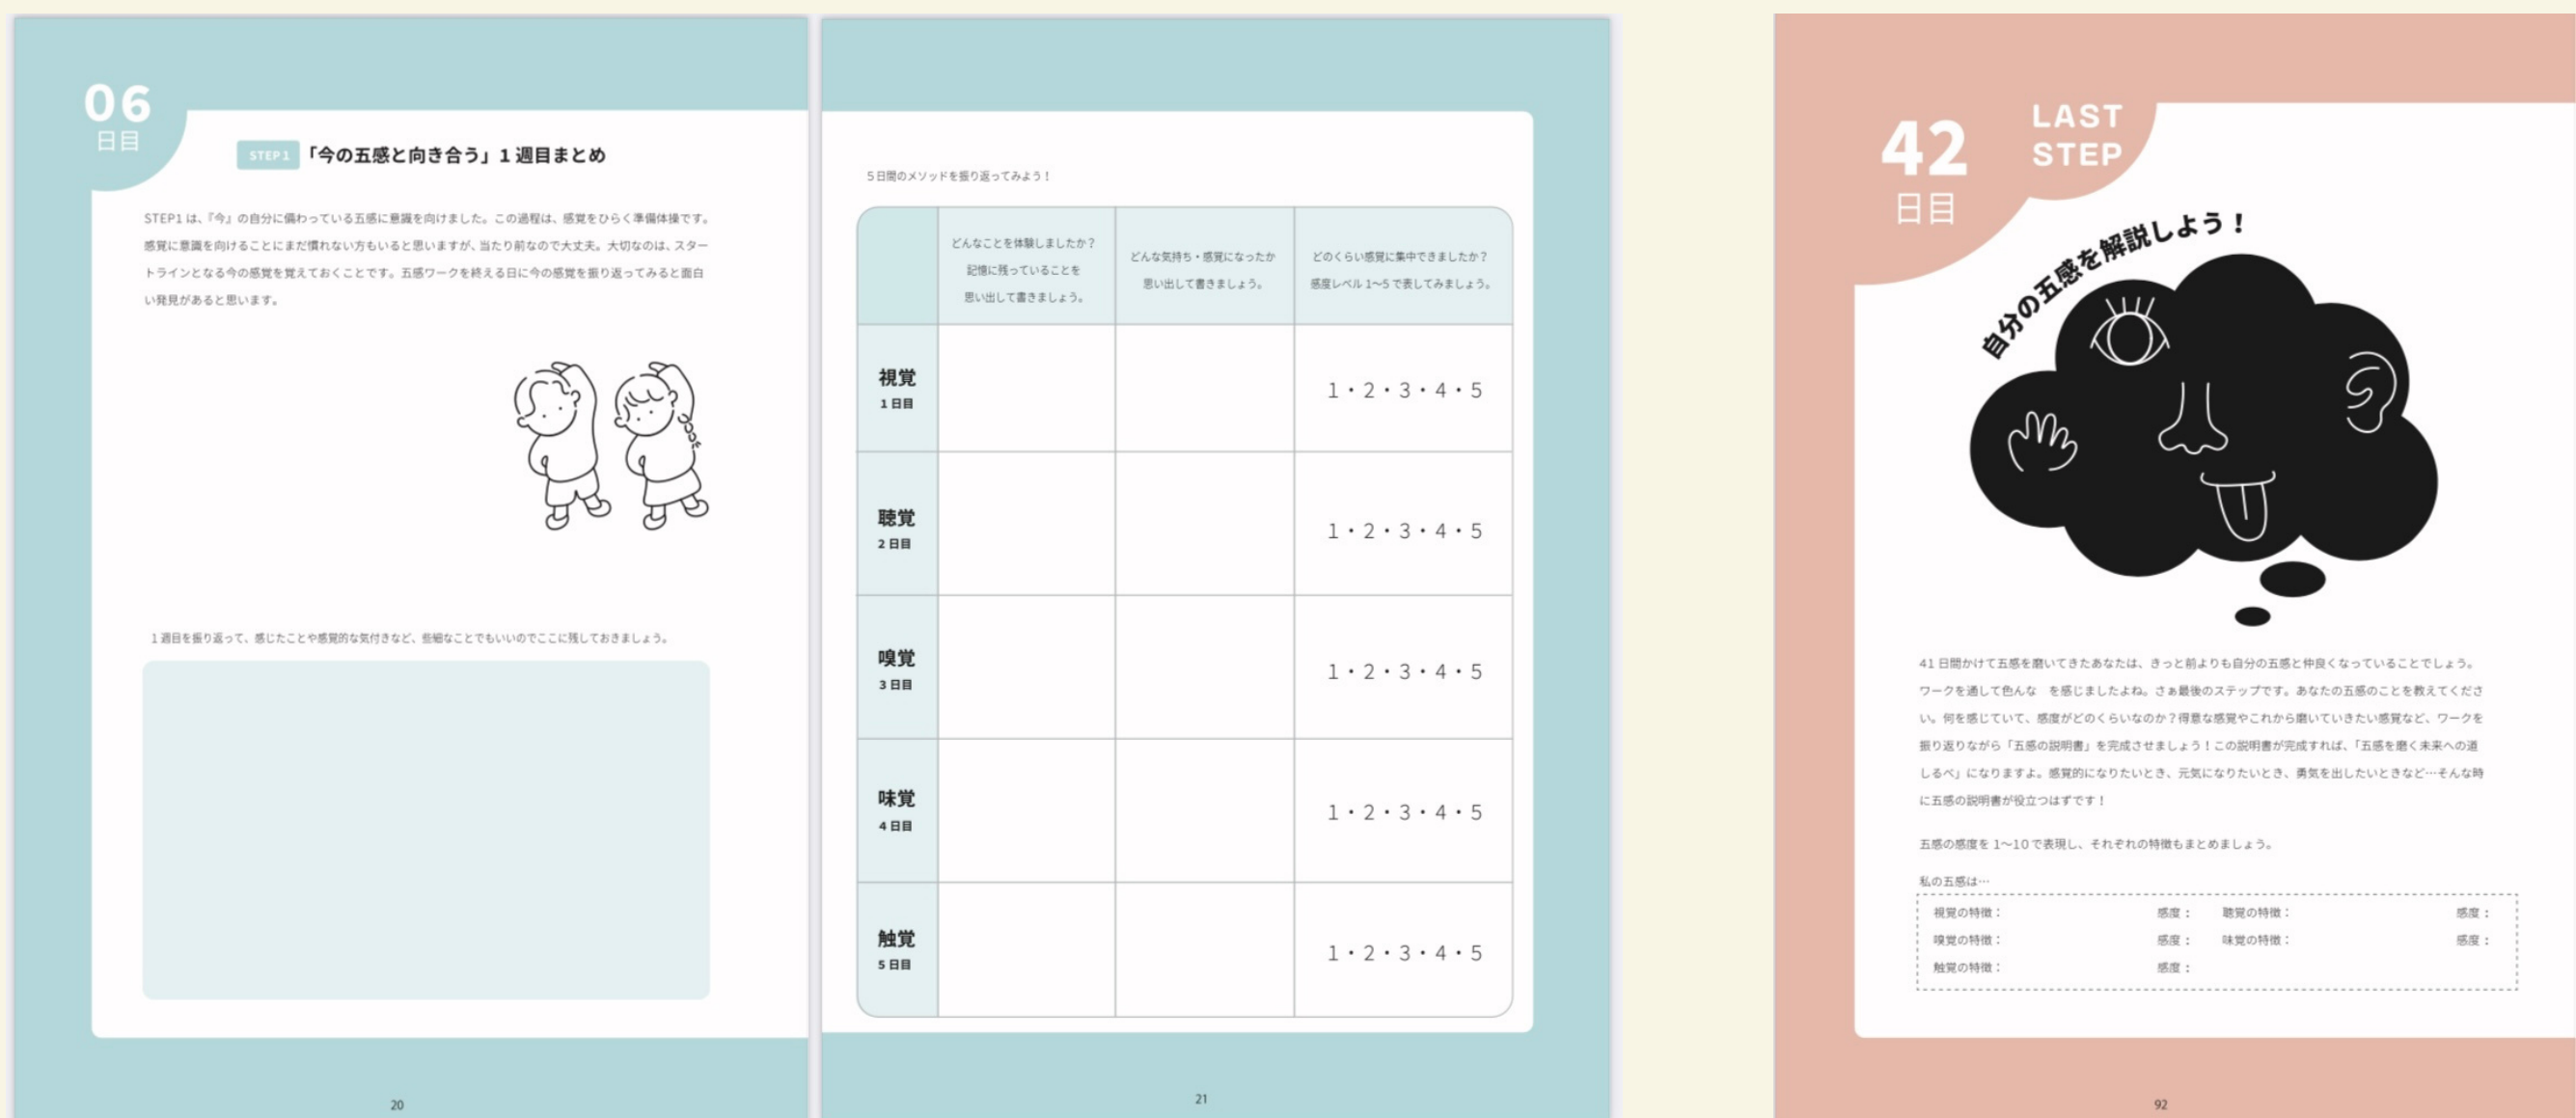 06
日目
STEP1 「今の五感と向き合う」1 週目まとめ
STEP1 は、『今』の自分に備わっている五感に意識を向けました。この過程は、感覚をひらく準備体操です。
感覚に意識を向けることにまだ慣れない方もいると思いますが、当たり前なので大丈夫。大切なのは、スター
トラインとなる今の感覚を覚えておくことです。五感ワークを終える日に今の感覚を振り返ってみると面白
い発見があると思います。
1 週目を振り返って、感じたことや感覚的な気付きなど、些細なことでもいいのでここに残しておきましょう。
20
5 日間のメソッドを振り返ってみよう！
どんなことを体験しましたか？
記憶に残っていることを
思い出して書きましょう。
どんな気持ち・感覚になったか
思い出して書きましょう。
どのくらい感覚に集中できましたか？
感度レベル 1〜5 で表してみましょう。
視覚
1 日目
1・2・3・4・5
聴覚
2 日目
1・2・3・4・5
嗅覚
3 日目
1・2・3・4・5
味覚
4 日目
1・2・3・4・5
触覚
5 日目
1・2・3・4・5
21
42
日目
LAST
STEP
自分の五感を解説しよう！
41 日間かけて五感を磨いてきたあなたは、きっと前よりも自分の五感と仲良くなっていることでしょう。
ワークを通して色んな　を感じましたよね。さぁ最後のステップです。あなたの五感のことを教えてくださ
い。何を感じていて、感度がどのくらいなのか？得意な感覚やこれから磨いていきたい感覚など、ワークを
振り返りながら「五感の説明書」を完成させましょう！この説明書が完成すれば、「五感を磨く未来への道
しるべ」になりますよ。感覚的になりたいとき、元気になりたいとき、勇気を出したいときなど…そんな時
に五感の説明書が役立つはずです！
五感の感度を 1〜10 で表現し、それぞれの特徴もまとめましょう。
私の五感は…
視覚の特徴： 感度： 聴覚の特徴： 感度：
嗅覚の特徴： 感度： 味覚の特徴： 感度：
触覚の特徴： 感度：
92